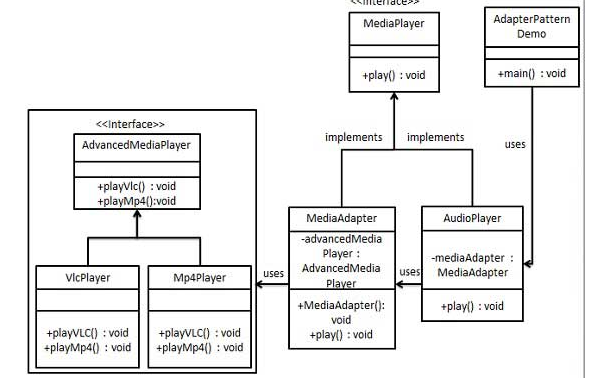 <<Interface>>
MediaPlayer
+play() : void
AdapterPattern
Demo
+main() : void
implements
implements
uses
<<Interface>>
AdvancedMediaPlayer
+playVlc() : void
+playMp4():void
VlcPlayer
+playVLC() : void
+playMp4() : void
Mp4Player
+playVLC() : void
+playMp4() : void
uses
MediaAdapter
-advancedMedia
Player :
AdvancedMedia
Player
+MediaAdapter():
void
+play() : void
uses
AudioPlayer
-mediaAdapter :
MediaAdapter
+play() : void